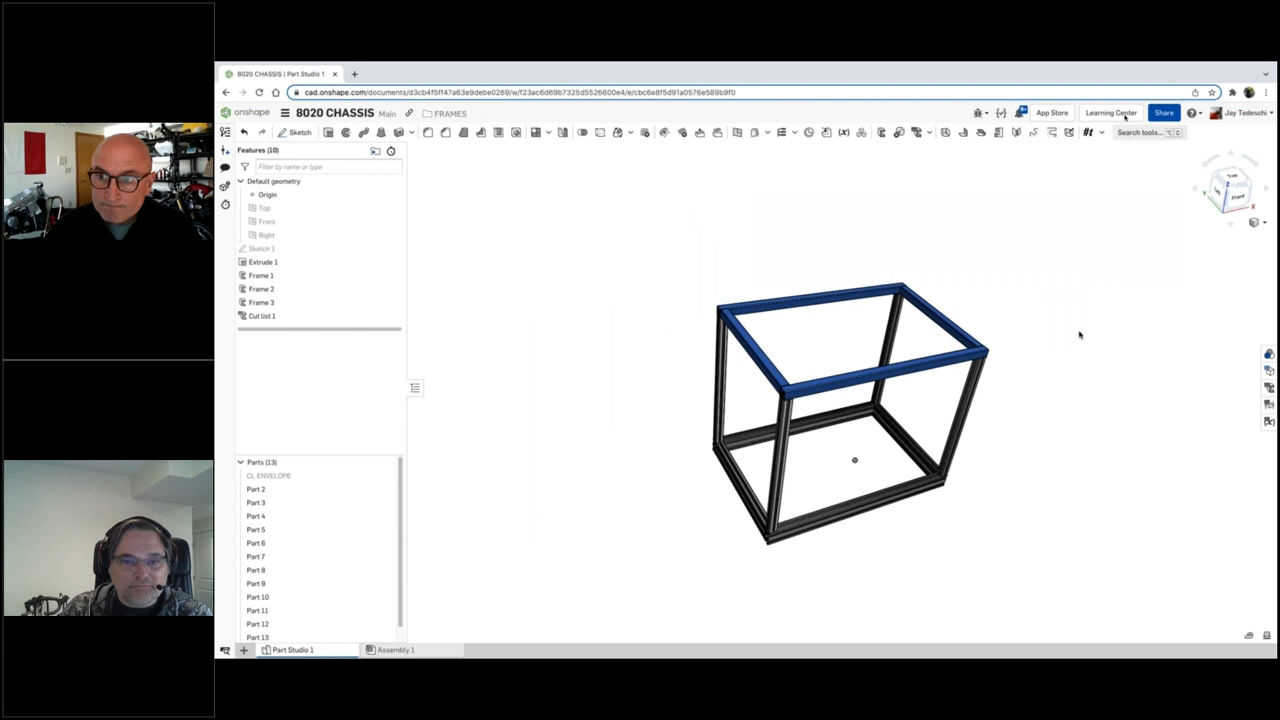 8020 CHASSIS | Part Studio 1
cad.onshape.com/documents/d3cb4f5ff47a63e9debe0269/w/f23ac6d69b7325d5526600e4/e/cbc6e8f5d91a0576e589b9f0
onshape
8020 CHASSIS Main FRAMES
App Store
Learning Center
Share
Jay Tedeschi
Sketch
Search tools...
Features (10)
Filter by name or type
Default geometry
Origin
Top
Front
Right
Sketch 1
Extrude 1
Frame 1
Frame 2
Frame 3
Cut list 1
Front
Z
X
Parts (13)
CL ENVELOPE
Part 2
Part 3
Part 4
Part 5
Part 6
Part 7
Part 8
Part 9
Part 10
Part 11
Part 12
Part 13
Part Studio 1
Assembly 1